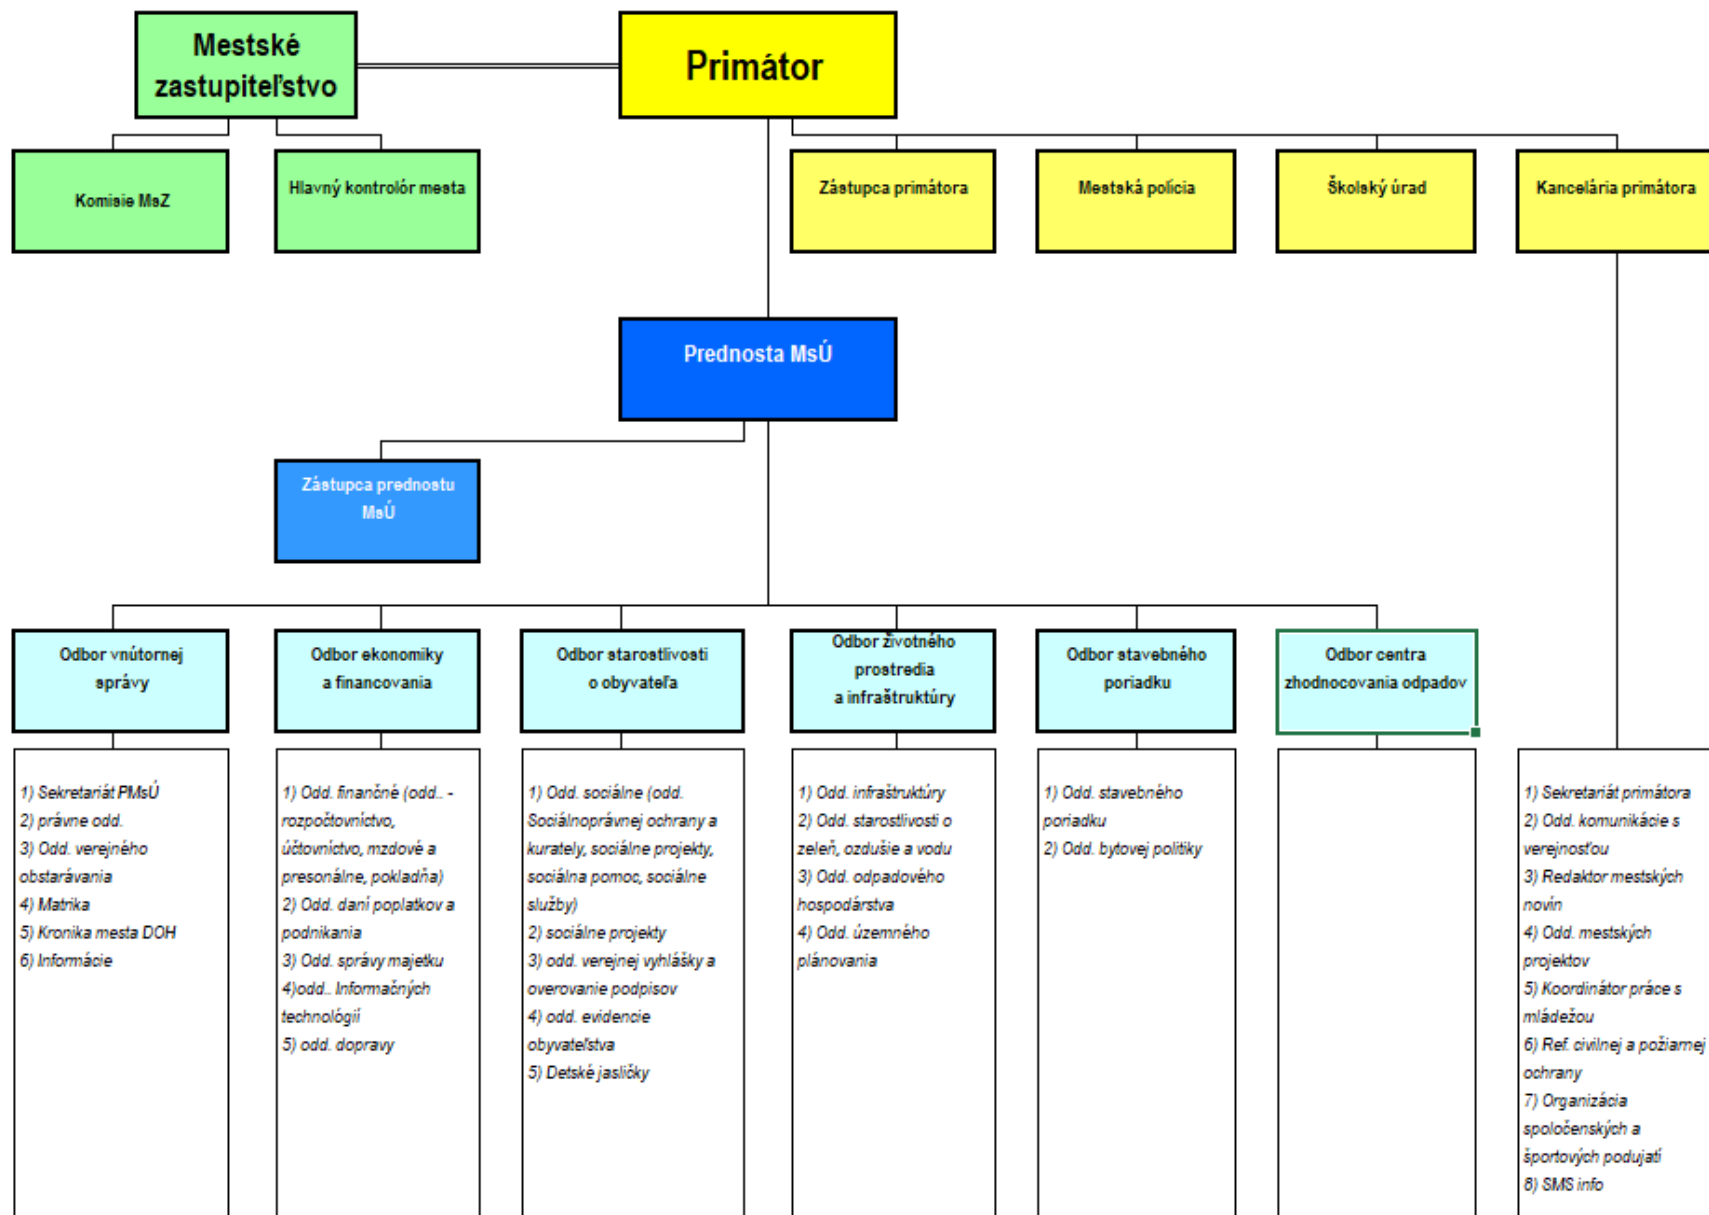 Mestské
zastupiteľstvo
Primátor
Komisie MsZ
Hlavný kontrolór mesta
Zástupca primátora
Mestská polícia
Školský úrad
Kancelária primátora
Prednosta MsÚ
Zástupca prednostu
MsÚ
Odbor vnútornej
správy
Odbor ekonomiky
a financovania
Odbor starostlivosti
o obyvateľa
Odbor životného
prostredia
a infraštruktúry
Odbor stavebného
poriadku
Odbor centra
zhodnocovania odpadov
1) Sekretariát PMsÚ
2) právne odd.
3) Odd. verejného
obstarávania
4) Matrika
5) Kronika mesta DOH
6) Informácie
1) Odd. finančné (odd.. -
rozpočtovníctvo,
účtovníctvo, mzdové a
presonálne, pokladňa)
2) Odd. daní poplatkov a
podnikania
3) Odd. správy majetku
4)odd.. Informačných
technológií
5) odd. dopravy
1) Odd. sociálne (odd.
Sociálnoprávnej ochrany a
kurately, sociálne projekty,
sociálna pomoc, sociálne
služby)
2) sociálne projekty
3) odd. verejnej vyhlášky a
overovanie podpisov
4) odd. evidencie
obyvateľstva
5) Detské jasličky
1) Odd. infraštruktúry
2) Odd. starostlivosti o
zeleň, ozdušie a vodu
3) Odd. odpadového
hospodárstva
4) Odd. územného
plánovania
1) Odd. stavebného
poriadku
2) Odd. bytovej politiky
1) Sekretariát primátora
2) Odd. komunikácie s
verejnosťou
3) Redaktor mestských
novín
4) Odd. mestských
projektov
5) Koordinátor práce s
mládežou
6) Ref. civilnej a požiarnej
ochrany
7) Organizácia
spoločenských a
športových podujatí
8) SMS info